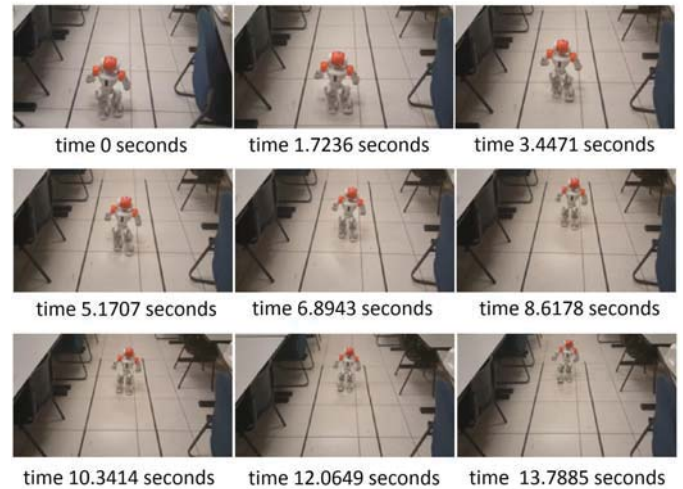 time 0 seconds
time 1.7236 seconds
time 3.4471 seconds
time 5.1707 seconds
time 6.8943 seconds
time 8.6178 seconds
time 10.3414 seconds
time 12.0649 seconds
time 13.7885 seconds